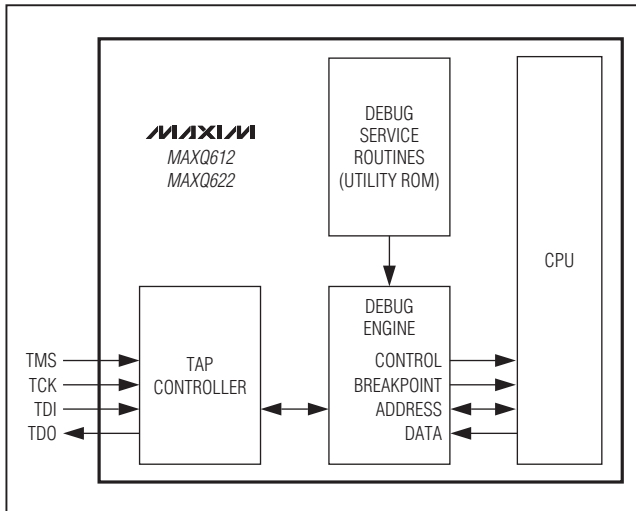 MAXIM
MAXQ612
MAXQ622
DEBUG
SERVICE
ROUTINES
(UTILITY ROM)
CPU
TMS
TCK
TDI
TDO
TAP
CONTROLLER
DEBUG
ENGINE
CONTROL
BREAKPOINT
ADDRESS
DATA